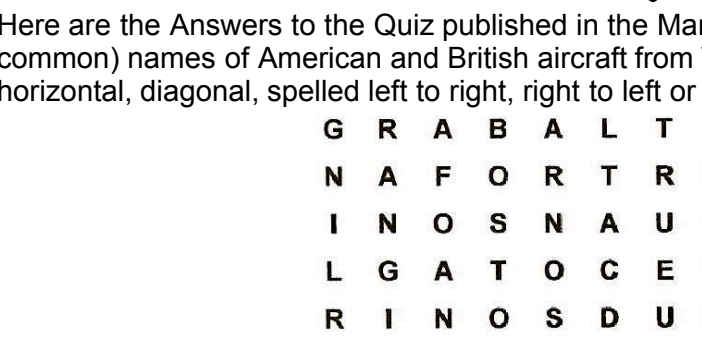 Here are the Answers to the Quiz published in the Mar
common) names of American and British aircraft from
horizontal, diagonal, spelled left to right, right to left or
G R A B A L T
N A F O R T R
I N O S N A U
L G A T O C E
R I N O S D U